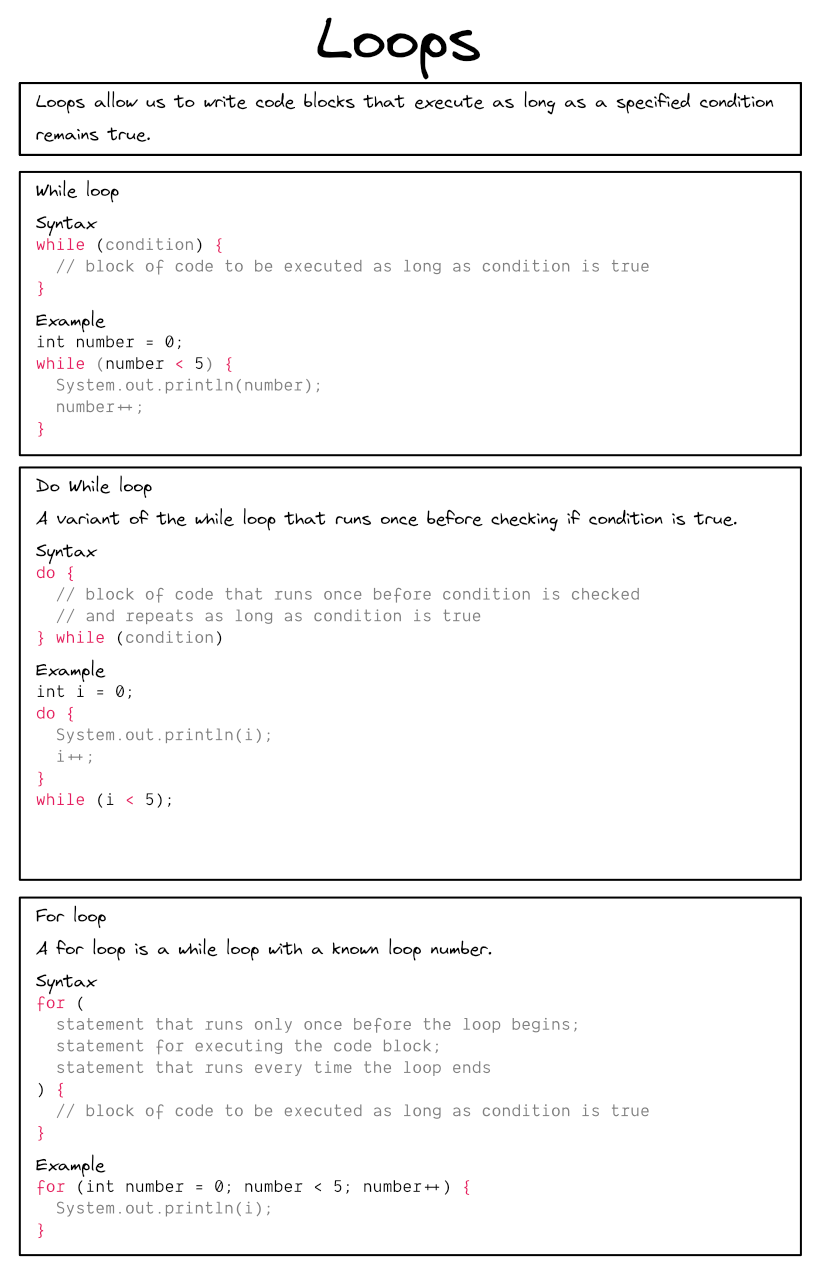 Loops
Loops allow us to write code blocks that execute as long as a specified condition
remains true.
While loop
Syntax
while (condition) {
  // block of code to be executed as long as condition is true
}
Example
int number = 0;
while (number < 5) {
  System.out.println(number);
  number++;
}
Do While loop
A variant of the while loop that runs once before checking if condition is true.
Syntax
do {
  // block of code that runs once before condition is checked
  // and repeats as long as condition is true
} while (condition)
Example
int i = 0;
do {
  System.out.println(i);
  i++;
}
while (i < 5);
For loop
A for loop is a while loop with a known loop number.
Syntax
for (
  statement that runs only once before the loop begins;
  statement for executing the code block;
  statement that runs every time the loop ends
) {
  // block of code to be executed as long as condition is true
}
Example
for (int number = 0; number < 5; number++) {
  System.out.println(i);
}